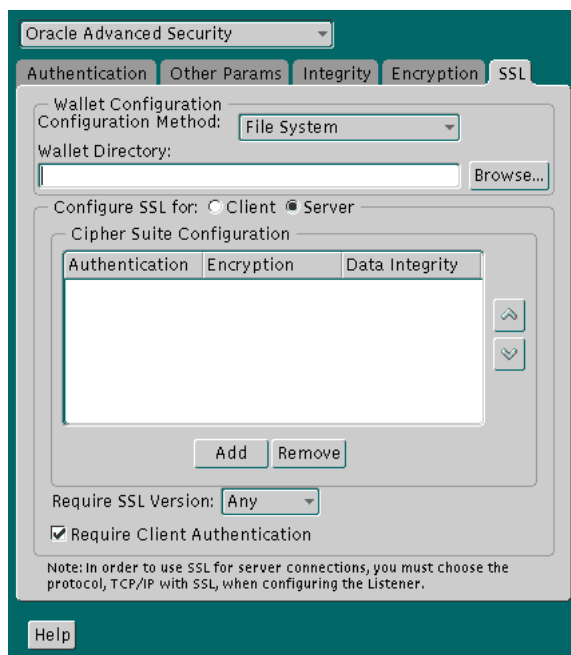 Oracle Advanced Security
Authentication Other Params Integrity Encryption SSL
Wallet Configuration
Configuration Method: File System
Wallet Directory:
Browse...
Configure SSL for: Client Server
Cipher Suite Configuration
Authentication Encryption Data Integrity
Add Remove
Require SSL Version: Any
Require Client Authentication
Note: In order to use SSL for server connections, you must choose the
protocol, TCP/IP with SSL, when configuring the Listener.
Help